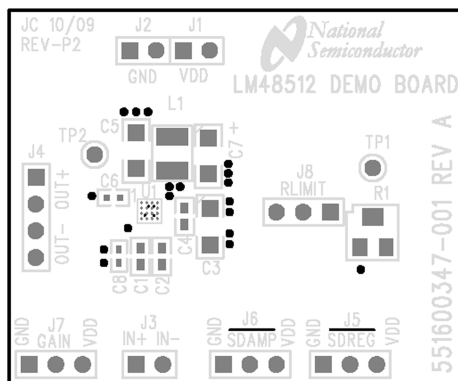 JC 10/09
REV-P2
J2
J1
GND
VDD
National
Semiconductor
LM48512 DEMO BOARD
L1
C5
+
C7
TP2
TP1
J4
OUT+
OUT-
C6
U1
C4
C3
J8
RLIMIT
R1
C8
C1
C2
551600347-001 REV A
GND
J7
GAIN
VDD
J3
IN+ IN-
GND
J6
SDAMP
VDD
GND
J5
SDREG
VDD